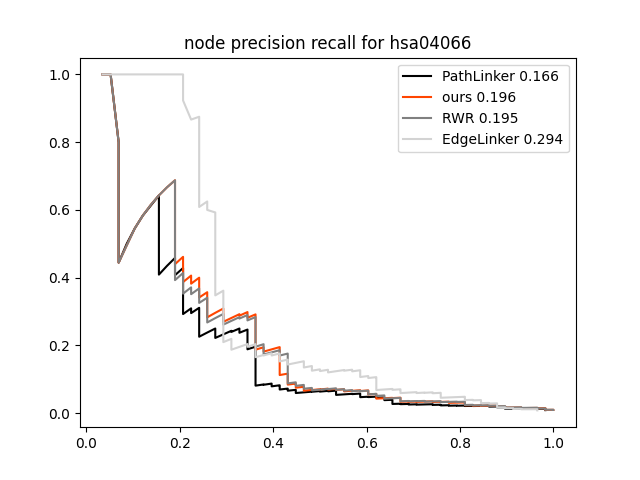 node precision recall for hsa04066
PathLinker 0.166
ours 0.196
RWR 0.195
EdgeLinker 0.294
1.0
0.8
0.6
0.4
0.2
0.0
0.0 0.2 0.4 0.6 0.8 1.0